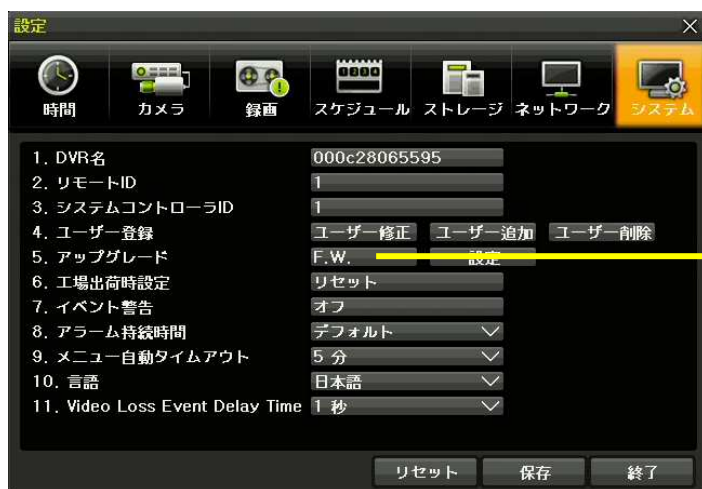 設定
時間 カメラ 録画 スケジュール ストレージ ネットワーク システム
1. DVR名 000c28065595
2. リモートID 1
3. システムコントローラID 1
4. ユーザー登録 ユーザー修正 ユーザー追加 ユーザー削除
5. アップグレード F.W. 設定
6. 工場出荷時設定 リセット
7. イベント警告 オフ
8. アラーム持続時間 デフォルト
9. メニュー自動タイムアウト 5 分
10. 言語 日本語
11. Video Loss Event Delay Time 1 秒
リセット 保存 終了